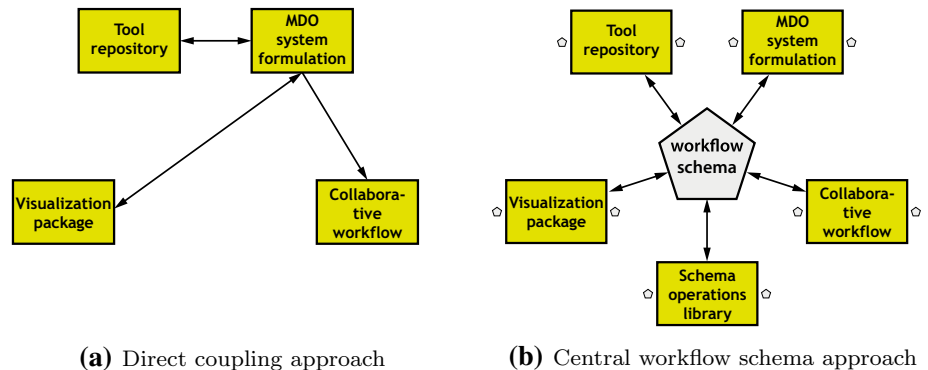 Tool
repository
MDO
system
formulation
Visualization
package
Collabora-
tive
workflow
(a) Direct coupling approach
Tool
repository
MDO
system
formulation
workflow
schema
Visualization
package
Collabora-
tive
workflow
Schema
operations
library
(b) Central workflow schema approach